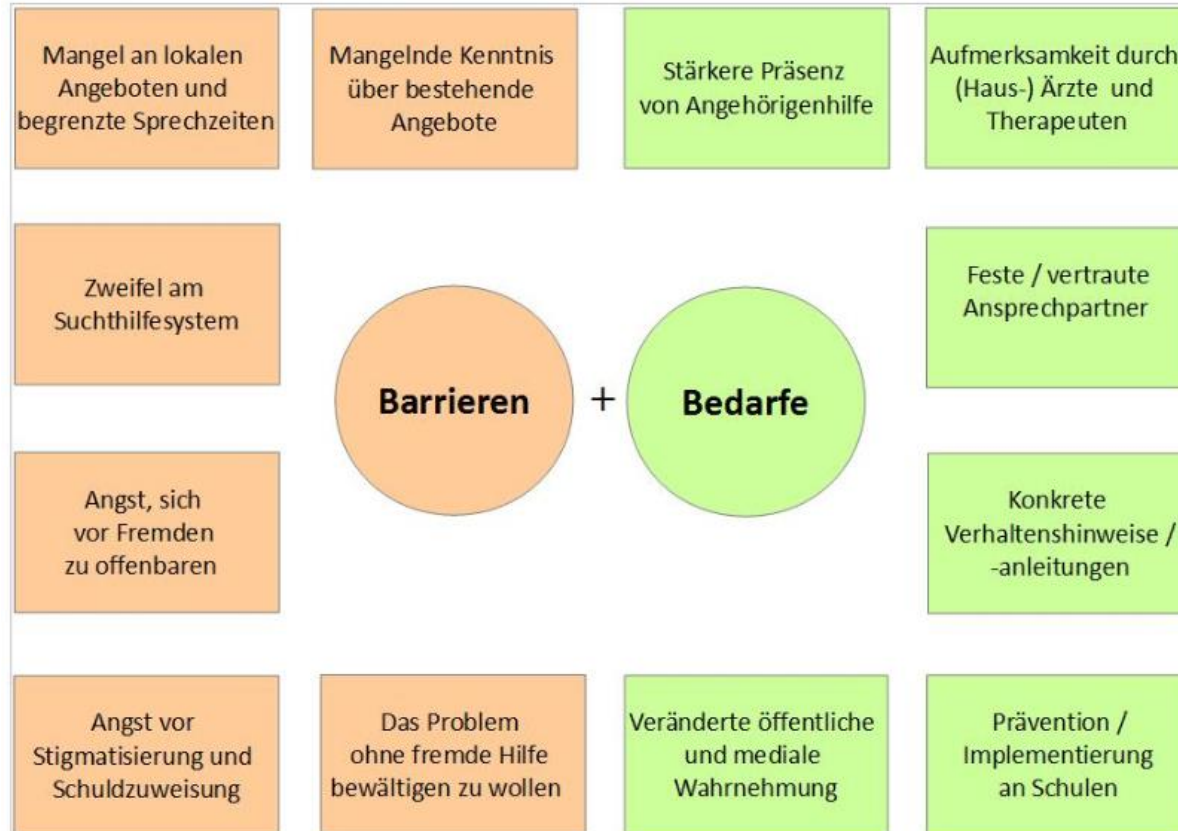 Mangel an lokalen
Angeboten und
begrenzte Sprechzeiten
Mangelnde Kenntnis
über bestehende
Angebote
Stärkere Präsenz
von Angehörigenhilfe
Aufmerksamkeit durch
(Haus-) Ärzte und
Therapeuten
Zweifel am
Suchthilfesystem
Feste / vertraute
Ansprechpartner
Barrieren
+
Bedarfe
Angst, sich
vor Fremden
zu offenbaren
Konkrete
Verhaltenshinweise /
-anleitungen
Angst vor
Stigmatisierung und
Schuldzuweisung
Das Problem
ohne fremde Hilfe
bewältigen zu wollen
Veränderte öffentliche
und mediale
Wahrnehmung
Prävention /
Implementierung
an Schulen